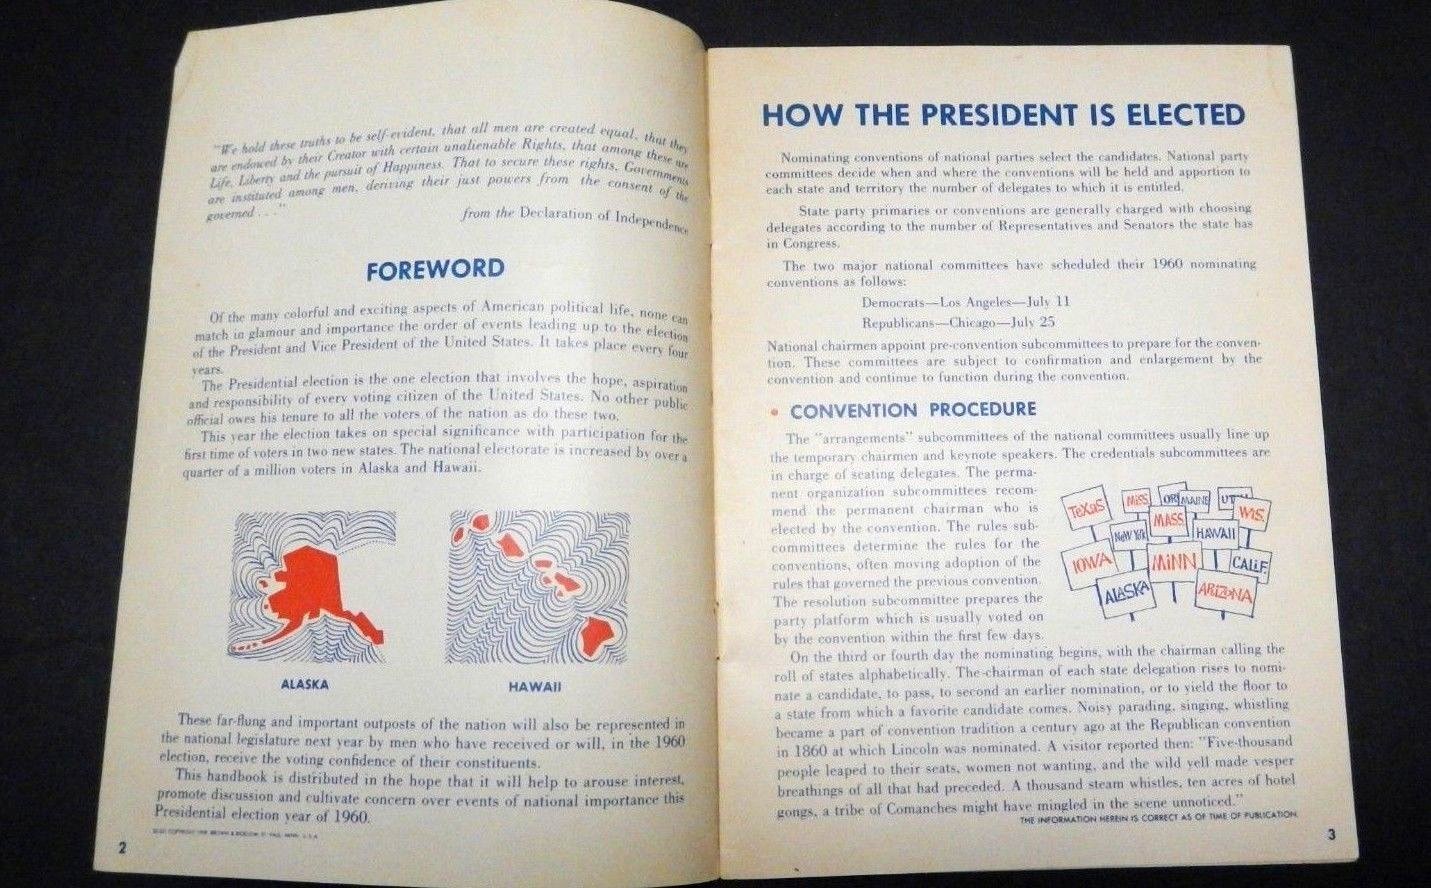 "We hold these truths to be self-evident, that all men are created equal, that they
are endowed by their Creator with certain unalienable Rights, that among these are
Life, Liberty and the pursuit of Happiness. That to secure these rights, Governments
are instituted among men, deriving their just powers from the consent of the
governed . . ."
from the Declaration of Independence
FOREWORD
Of the many colorful and exciting aspects of American political life, none can
match in glamour and importance the order of events leading up to the election
of the President and Vice President of the United States. It takes place every four
years.
The Presidential election is the one election that involves the hope, aspiration
and responsibility of every voting citizen of the United States. No other public
official owes his tenure to all the voters of the nation as do these two.
This year the election takes on special significance with participation for the
first time of voters in two new states. The national electorate is increased by over a
quarter of a million voters in Alaska and Hawaii.
ALASKA
HAWAII
These far-flung and important outposts of the nation will also be represented in
the national legislature next year by men who have received or will, in the 1960
election, receive the voting confidence of their constituents.
This handbook is distributed in the hope that it will help to arouse interest,
promote discussion and cultivate concern over events of national importance this
Presidential election year of 1960.
COPYRIGHT BROWN & BIGELOW ST. PAUL, MINN. U.S.A.
2
HOW THE PRESIDENT IS ELECTED
Nominating conventions of national parties select the candidates. National party
committees decide when and where the conventions will be held and apportion to
each state and territory the number of delegates to which it is entitled.
State party primaries or conventions are generally charged with choosing
delegates according to the number of Representatives and Senators the state has
in Congress.
The two major national committees have scheduled their 1960 nominating
conventions as follows:
Democrats—Los Angeles—July 11
Republicans—Chicago—July 25
National chairmen appoint pre-convention subcommittees to prepare for the conven-
tion. These committees are subject to confirmation and enlargement by the
convention and continue to function during the convention.
• CONVENTION PROCEDURE
The "arrangements" subcommittees of the national committees usually line up
the temporary chairmen and keynote speakers. The credentials subcommittees are
in charge of seating delegates. The perma-
nent organization subcommittees recom-
mend the permanent chairman who is
elected by the convention. The rules sub-
committees determine the rules for the
conventions, often moving adoption of the
rules that governed the previous convention.
The resolution subcommittee prepares the
party platform which is usually voted on
by the convention within the first few days.
TEXAS
MISS.
ORE
MAINE
UT
WIS.
NEW YRK
MASS.
HAWAII
IOWA
MINN
CALIF.
ALASKA
ARIZONA
On the third or fourth day the nominating begins, with the chairman calling the
roll of states alphabetically. The chairman of each state delegation rises to nomi-
nate a candidate, to pass, to second an earlier nomination, or to yield the floor to
a state from which a favorite candidate comes. Noisy parading, singing, whistling
became a part of convention tradition a century ago at the Republican convention
in 1860 at which Lincoln was nominated. A visitor reported then: "Five-thousand
people leaped to their seats, women not wanting, and the wild yell made vesper
breathings of all that had preceded. A thousand steam whistles, ten acres of hotel
gongs, a tribe of Comanches might have mingled in the scene unnoticed."
THE INFORMATION HEREIN IS CORRECT AS OF TIME OF PUBLICATION.
3